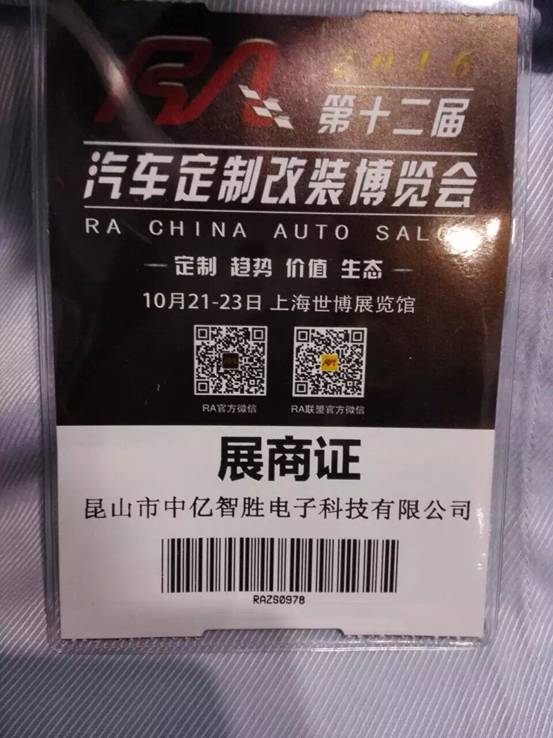 RA
2016
第十二届
汽车定制改装博览会
RA CHINA AUTO SALON
定制 趋势 价值 生态
10月21-23日 上海世博展览馆
RA官方微信
RA联盟官方微信
展商证
昆山市中亿智胜电子科技有限公司
RAZS0978